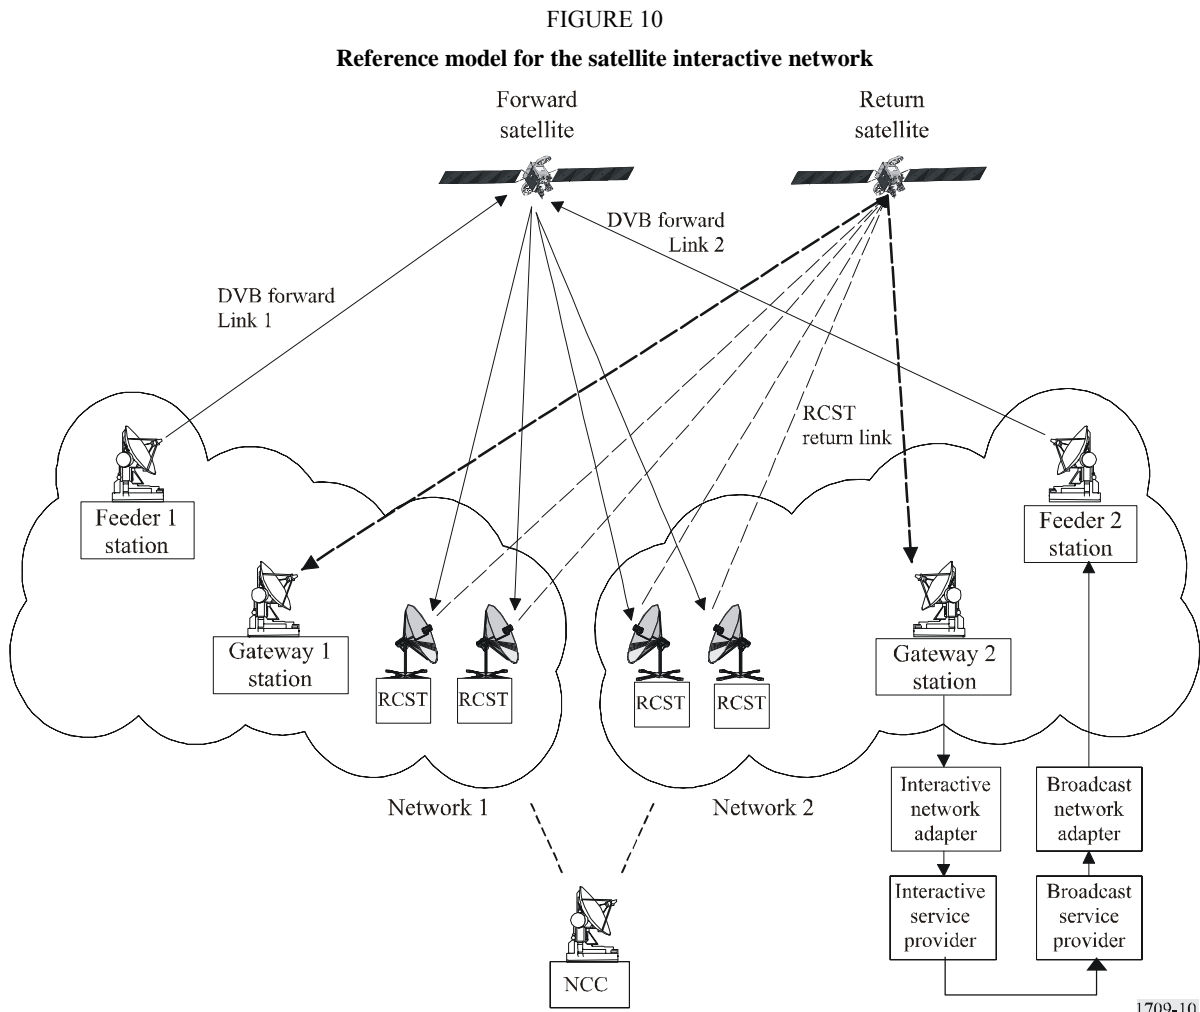 FIGURE 10
Reference model for the satellite interactive network
Forward
satellite
Return
satellite
DVB forward
Link 2
DVB forward
Link 1
RCST
return link
Feeder 1
station
Feeder 2
station
Gateway 1
station
RCST
RCST
RCST
RCST
Gateway 2
station
Network 1
Network 2
Interactive
network
adapter
Broadcast
network
adapter
Interactive
service
provider
Broadcast
service
provider
NCC
1709-10